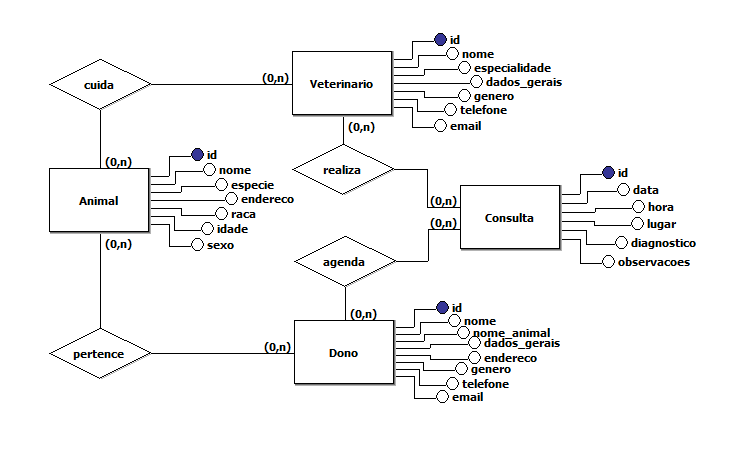 id
nome
especialidade
dados_gerais
genero
telefone
email
Veterinario
(0,n)
(0,n)
cuida
(0,n)
id
nome
especie
endereco
raca
idade
sexo
Animal
(0,n)
realiza
(0,n)
(0,n)
id
data
hora
lugar
diagnostico
observacoes
Consulta
agenda
(0,n)
id
nome
nome_animal
dados_gerais
endereco
genero
telefone
email
Dono
(0,n)
pertence